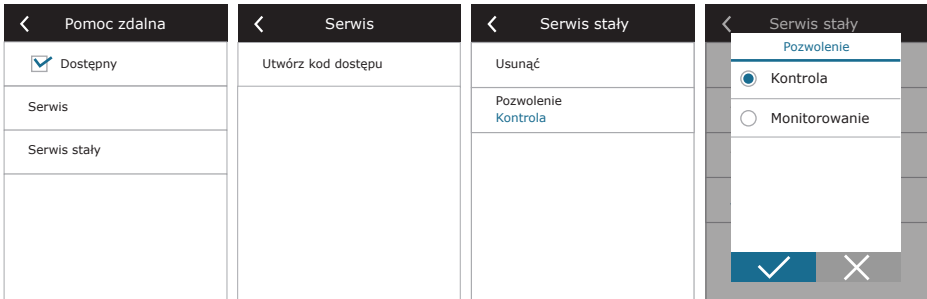 Pomoc zdalna
Dostępny
Serwis
Serwis stały
Serwis
Utwórz kod dostępu
Serwis stały
Usunąć
Pozwolenie
Kontrola
Serwis stały
Pozwolenie
Kontrola
Monitorowanie